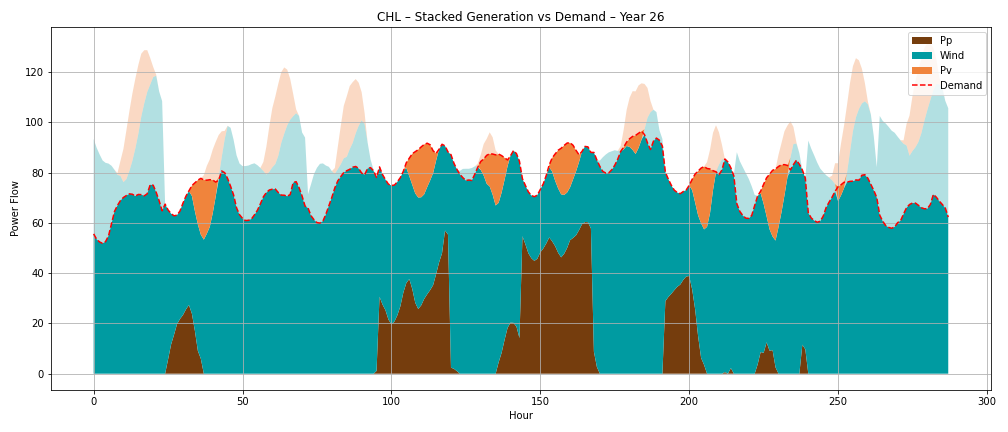 CHL – Stacked Generation vs Demand – Year 26
Pp
Wind
Pv
Demand
Power Flow
120
100
80
60
40
20
0
0 50 100 150 200 250 300
Hour